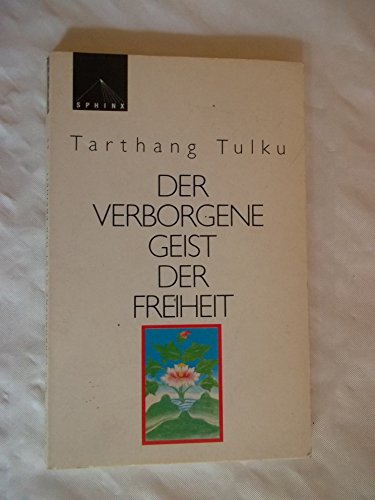 SPHINX
Tarthang Tulku
DER
VERBORGENE
GEIST
DER
FREIHEIT